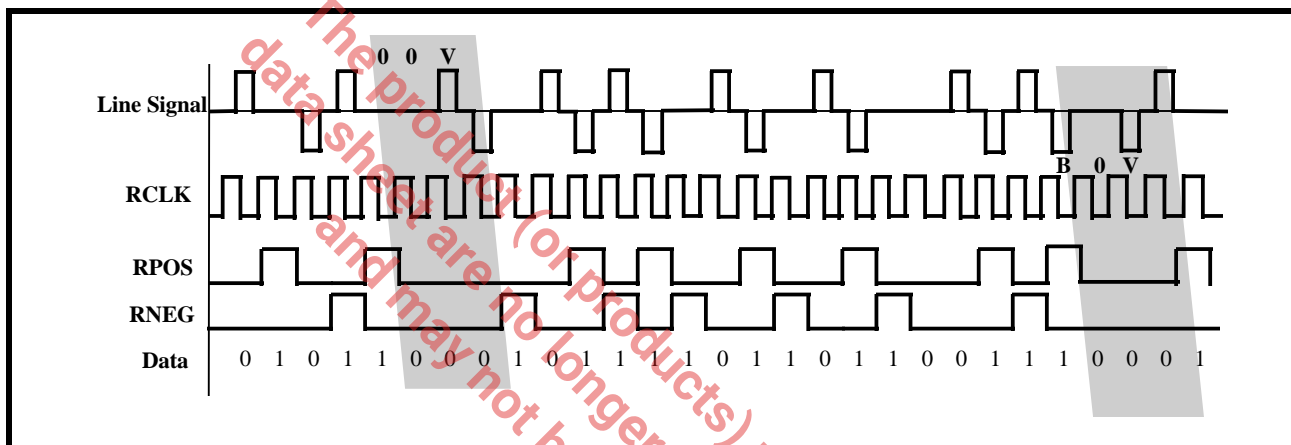 0 0 V
Line Signal
B 0 V
RCLK
RPOS
RNEG
Data 0 1 0 1 1 0 0 0 1 0 1 1 1 1 0 1 1 0 1 1 0 0 1 1 1 0 0 0 1
The product (or products)
data sheet are no longer
and may not b